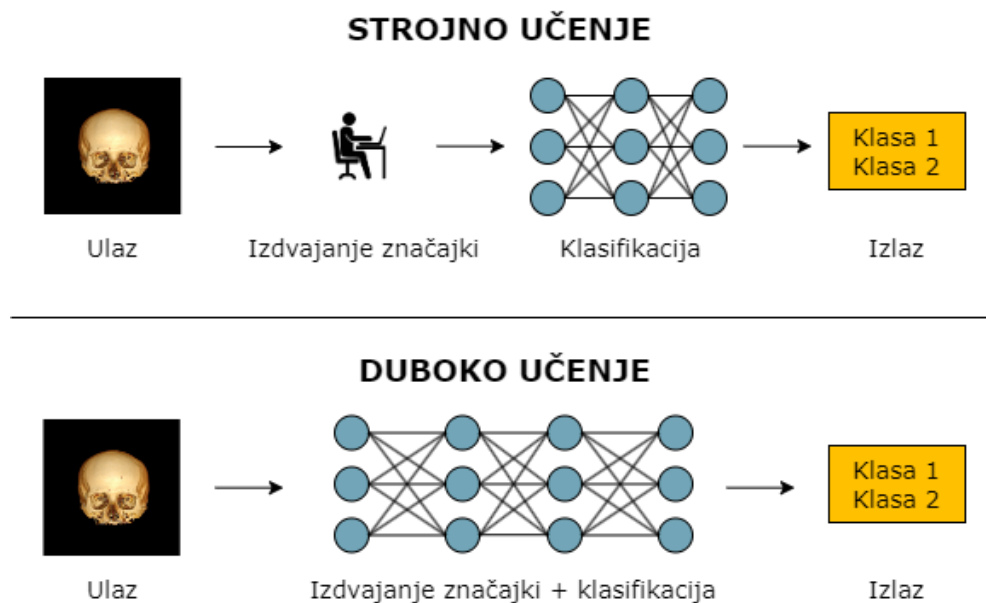 STROJNO UČENJE
Klasa 1
Klasa 2
Ulaz
Izdvajanje značajki
Klasifikacija
Izlaz
DUBOKO UČENJE
Klasa 1
Klasa 2
Ulaz
Izdvajanje značajki + klasifikacija
Izlaz